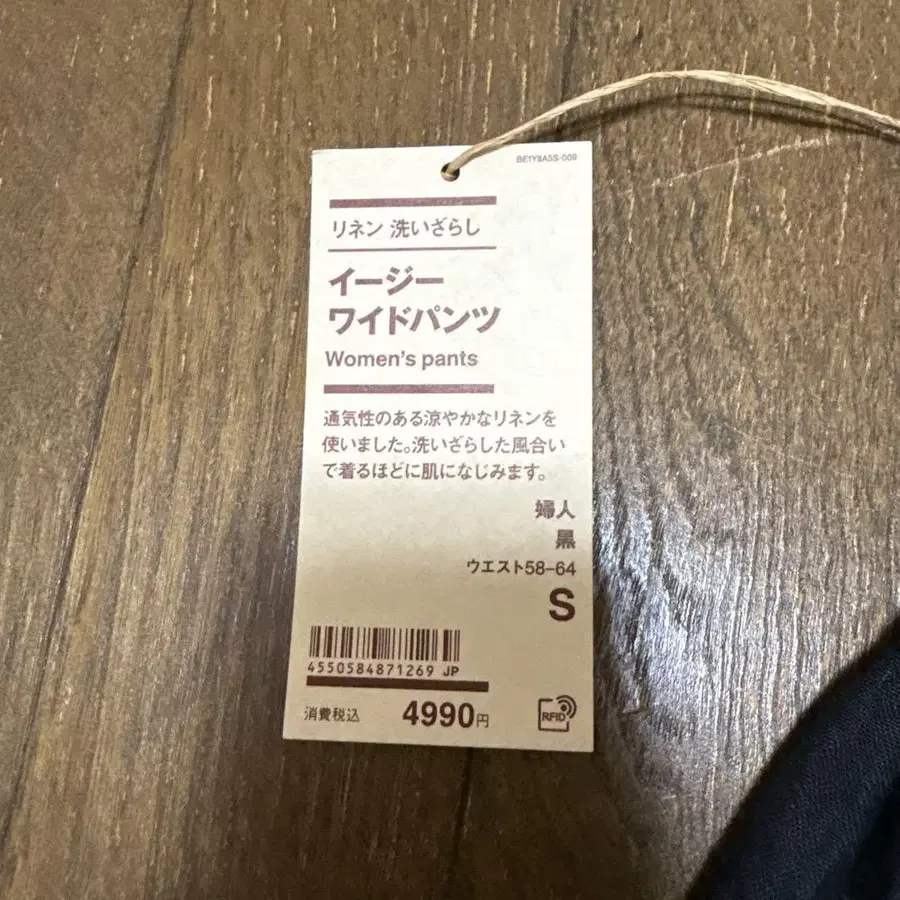 BE1Y8A5S-009
リネン 洗いざらし
イージー
ワイドパンツ
Women's pants
通気性のある涼やかなリネンを
使いました。洗いざらした風合い
で着るほどに肌になじみます。
婦人
黒
ウエスト58-64
S
4550584871269 JP
消費税込 4990円
RFID